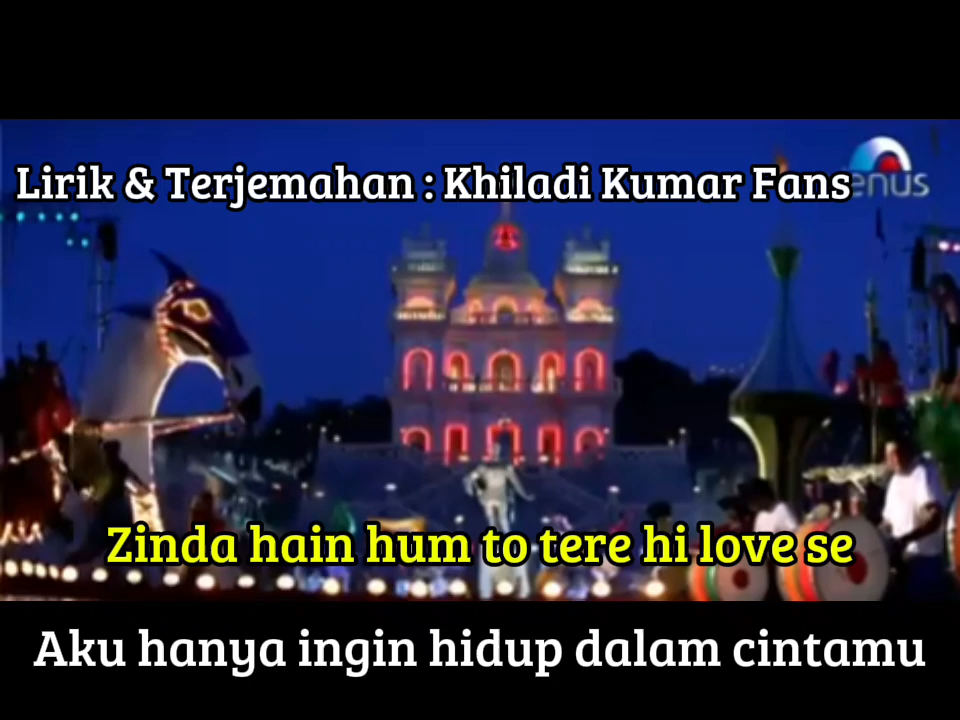 Lirik & Terjemahan : Khiladi Kumar Fans
enus
Zinda hain hum to tere hi love se
Aku hanya ingin hidup dalam cintamu